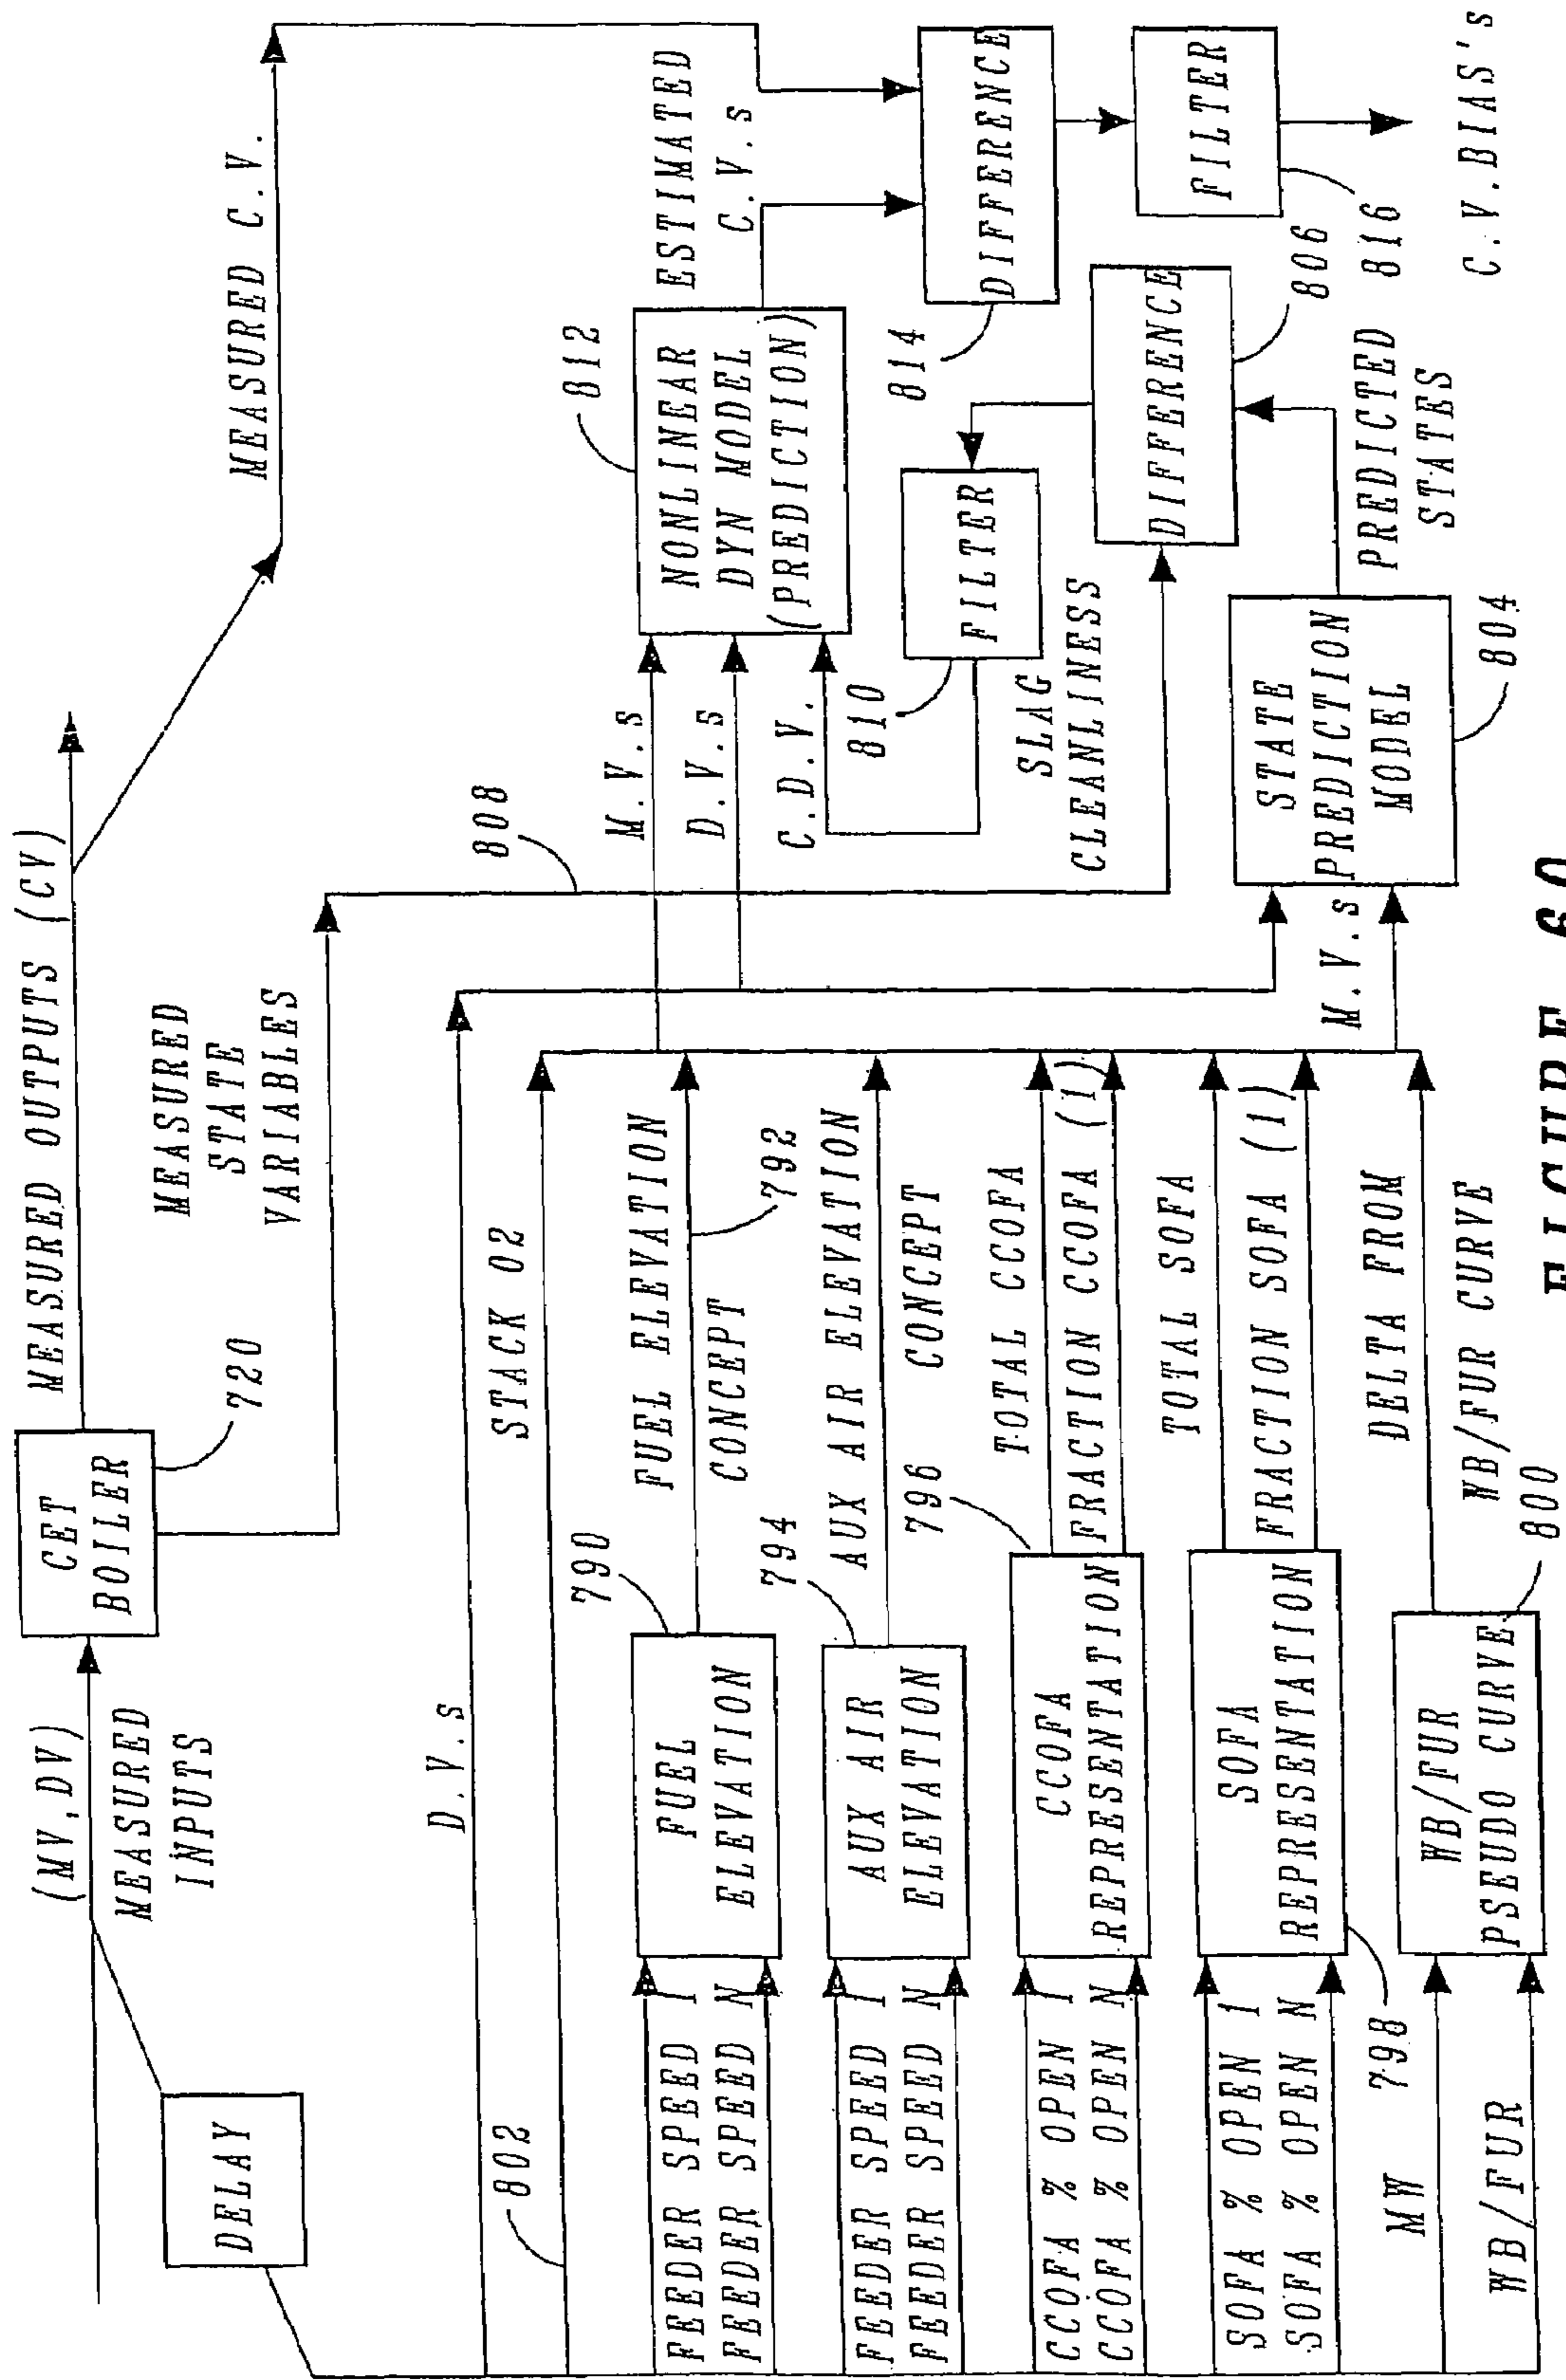 (MV,DV)
MEASURED
INPUTS
DELAY
CET
BOILER
720
MEASURED OUTPUTS (CV)
MEASURED
STATE
VARIABLES
MEASURED C.V.
808
D.V.s
802
STACK O2
FEEDER SPEED 1
FEEDER SPEED N
FUEL
ELEVATION
790
FUEL ELEVATION
CONCEPT
792
FEEDER SPEED 1
FEEDER SPEED N
AUX AIR
ELEVATION
794
AUX AIR ELEVATION
CONCEPT
CCOFA % OPEN 1
CCOFA % OPEN N
CCOFA
REPRESENTATION
796
TOTAL CCOFA
FRACTION CCOFA (1)
SOFA % OPEN 1
SOFA % OPEN N
SOFA
REPRESENTATION
798
TOTAL SOFA
FRACTION SOFA (1)
MW
WB/FUR
WB/FUR
PSEUDO CURVE
800
DELTA FROM
WB/FUR CURVE
M.V.s
D.V.s
C.D.V.
NONLINEAR
DYN MODEL
(PREDICTION)
812
ESTIMATED
C.V.s
FILTER
810
SLAG
CLEANLINESS
DIFFERENCE
814
DIFFERENCE
806
FILTER
816
C.V.BIAS's
M.V.s
STATE
PREDICTION
MODEL
804
PREDICTED
STATES